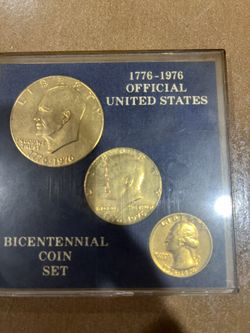 1776-1976
OFFICIAL
UNITED STATES
LIBERTY
1776-1976
BICENTENNIAL
COIN
SET